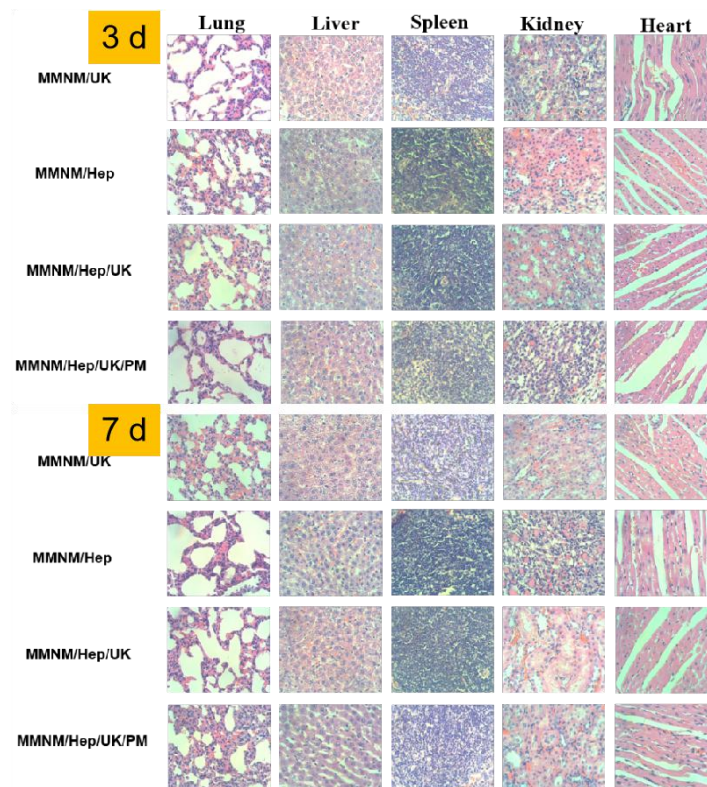 3 d
Lung Liver Spleen Kidney Heart
MMNM/UK
MMNM/Hep
MMNM/Hep/UK
MMNM/Hep/UK/PM
7 d
MMNM/UK
MMNM/Hep
MMNM/Hep/UK
MMNM/Hep/UK/PM